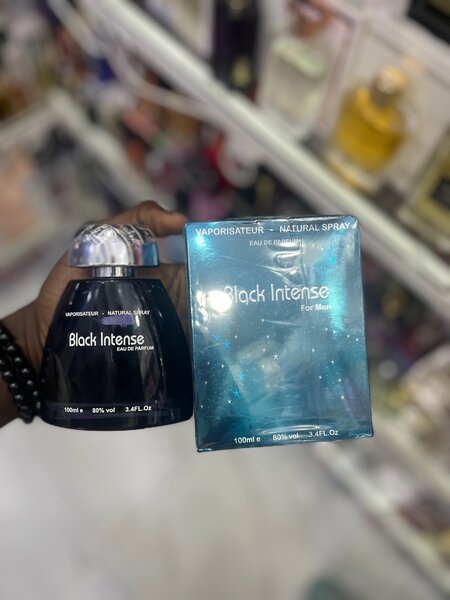 VAPORISATEUR - NATURAL SPRAY
Black Intense
EAU DE PARFUM
100ml e 80% vol 3.4FL.Oz
VAPORISATEUR - NATURAL SPRAY
EAU DE PARFUM
Black Intense
For Men
100ml e 80% vol 3.4FL.Oz